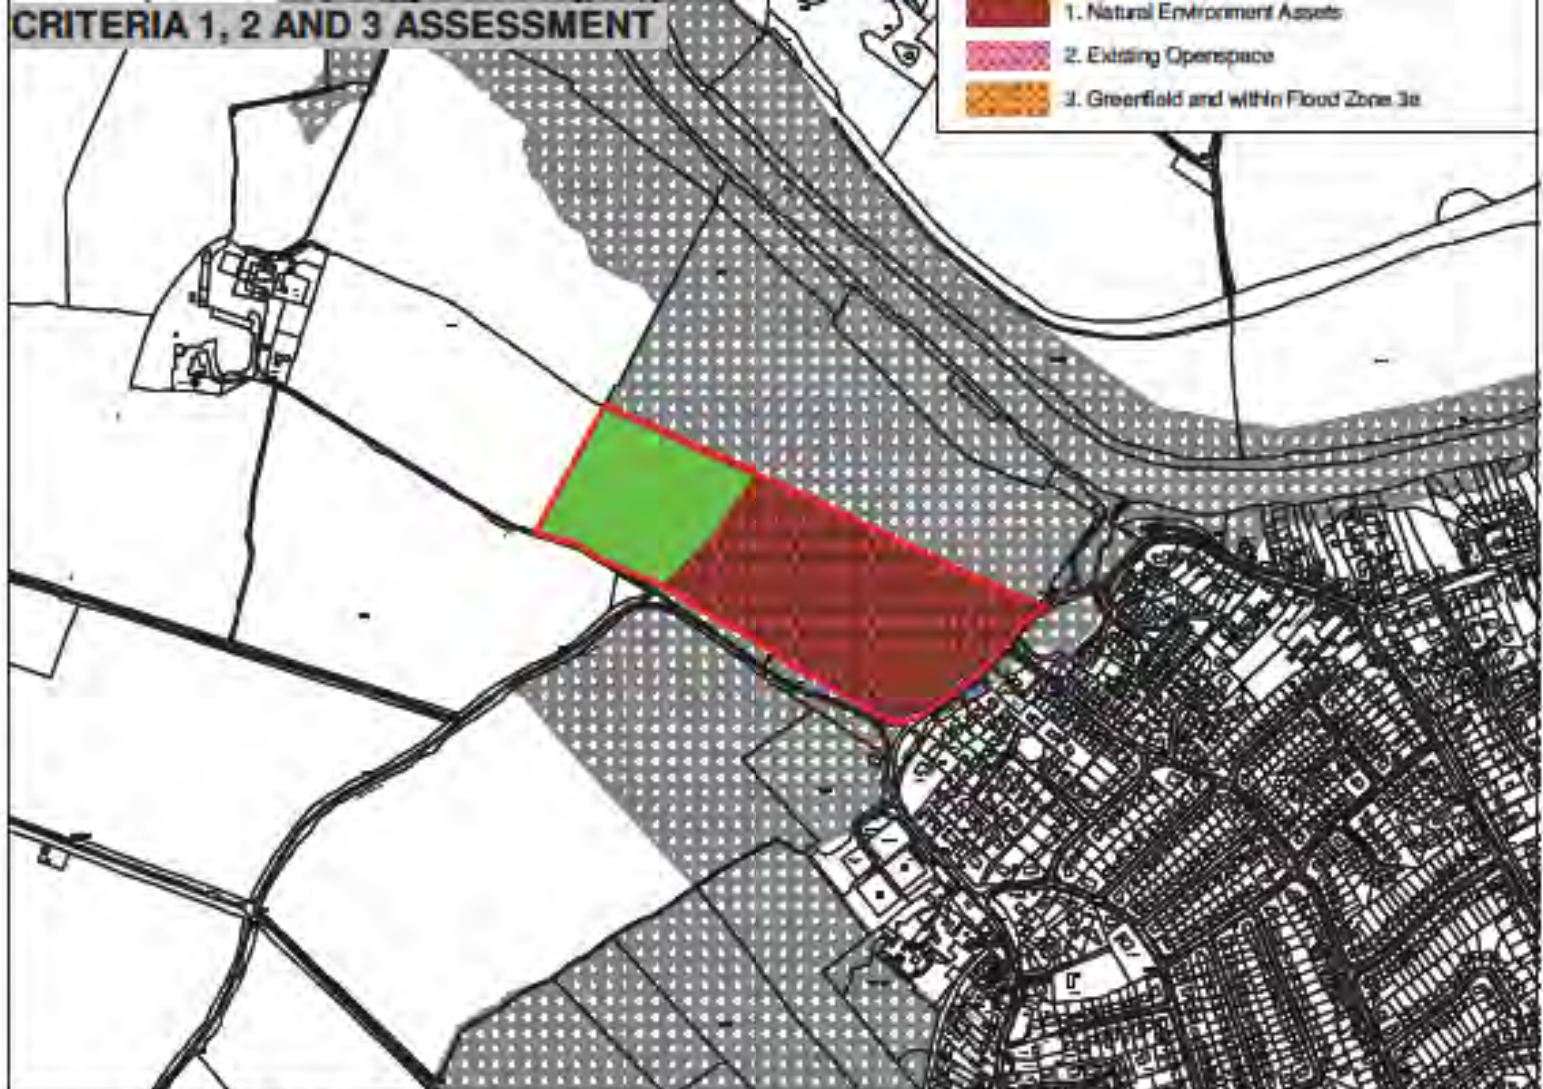 CRITERIA 1, 2 AND 3 ASSESSMENT
1. Natural Environment Assets
2. Existing Openspace
3. Greenfield and within Flood Zone 3a